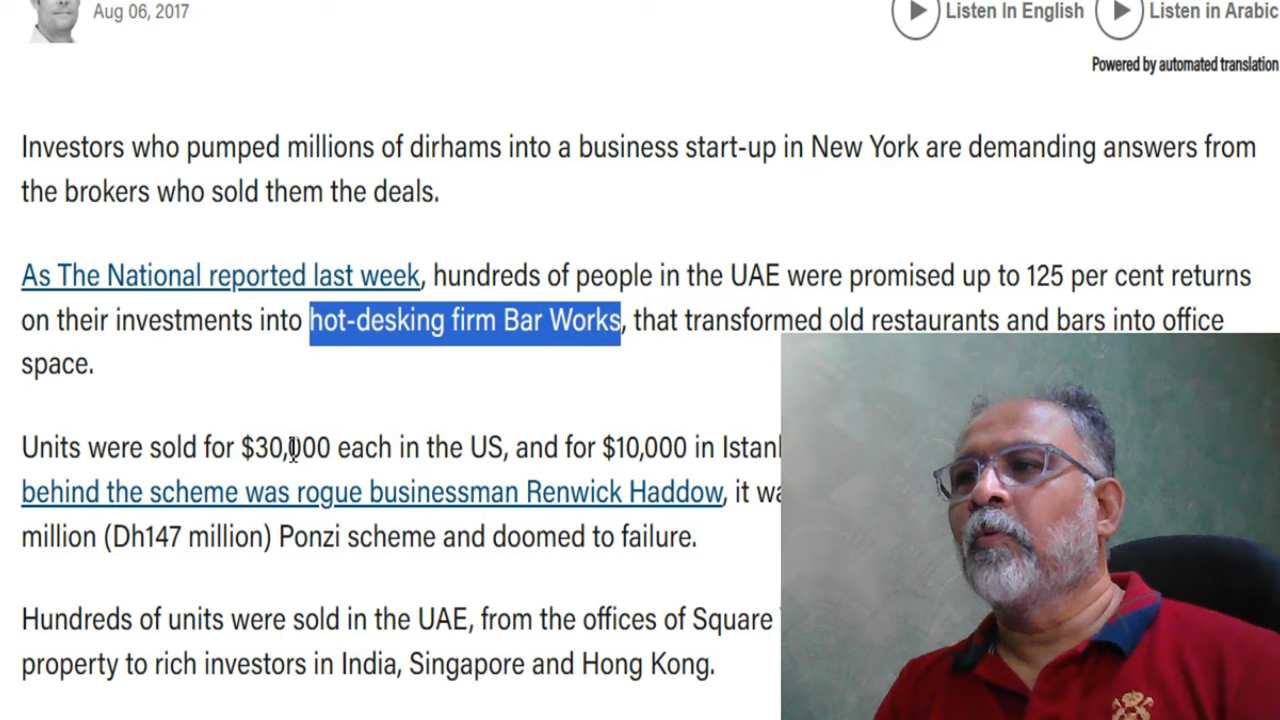 Aug 06, 2017
Listen In English
Listen in Arabic
Powered by automated translation
Investors who pumped millions of dirhams into a business start-up in New York are demanding answers from
the brokers who sold them the deals.
As The National reported last week, hundreds of people in the UAE were promised up to 125 per cent returns
on their investments into hot-desking firm Bar Works, that transformed old restaurants and bars into office
space.
Units were sold for $30,000 each in the US, and for $10,000 in
behind the scheme was rogue businessman Renwick Haddow, it
million (Dh147 million) Ponzi scheme and doomed to failure.
Hundreds of units were sold in the UAE, from the offices of Square
property to rich investors in India, Singapore and Hong Kong.